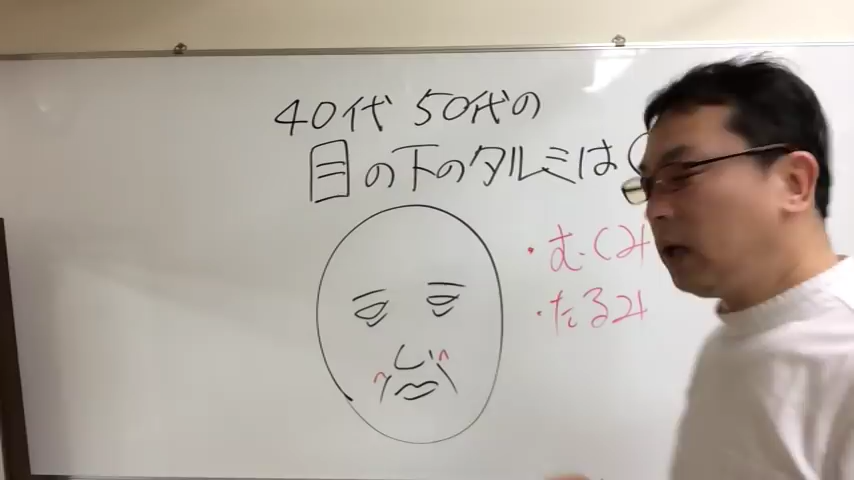 40代 50代の
目の下のタルミは
・むくみ
・たるみ